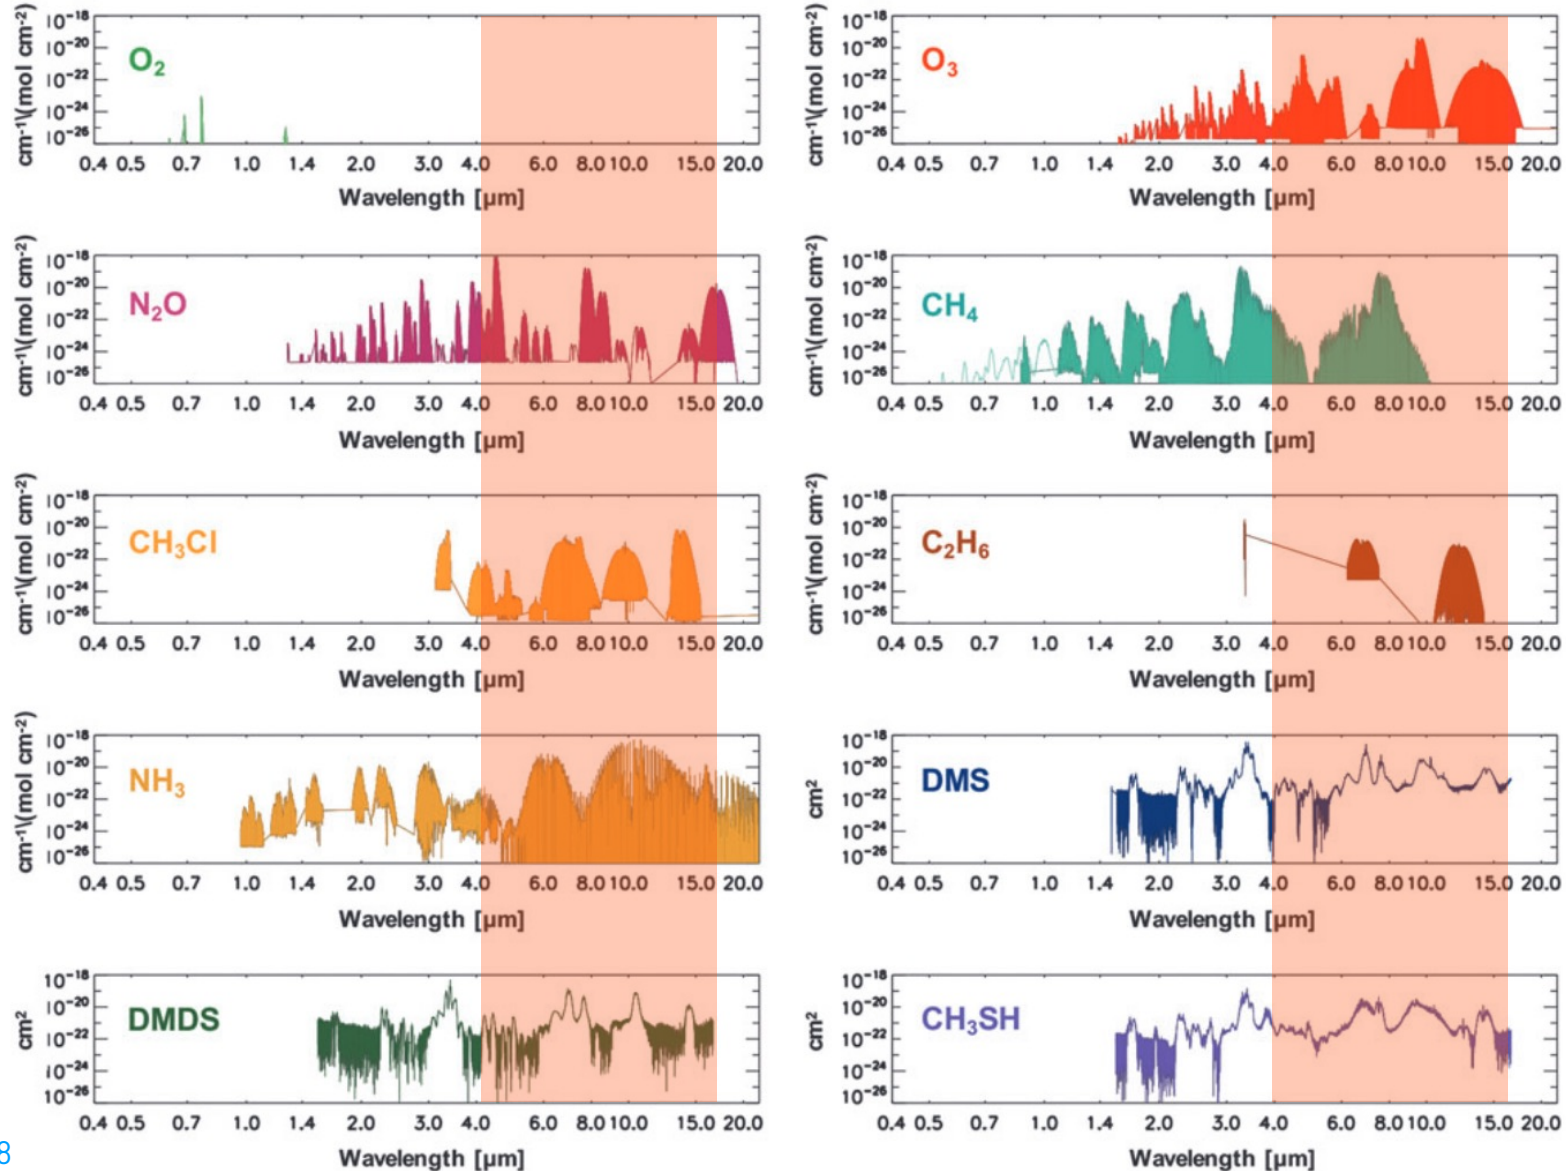 10⁻¹⁸
10⁻²⁰
10⁻²²
10⁻²⁴
10⁻²⁶
cm⁻¹\(mol cm⁻²)
O₂
0.4 0.5 0.7 1.0 1.4 2.0 3.0 4.0 6.0 8.0 10.0 15.0 20.0
Wavelength [µm]
10⁻¹⁸
10⁻²⁰
10⁻²²
10⁻²⁴
10⁻²⁶
cm⁻¹\(mol cm⁻²)
O₃
0.4 0.5 0.7 1.0 1.4 2.0 3.0 4.0 6.0 8.0 10.0 15.0 20.0
Wavelength [µm]
10⁻¹⁸
10⁻²⁰
10⁻²²
10⁻²⁴
10⁻²⁶
cm⁻¹\(mol cm⁻²)
N₂O
0.4 0.5 0.7 1.0 1.4 2.0 3.0 4.0 6.0 8.0 10.0 15.0 20.0
Wavelength [µm]
10⁻¹⁸
10⁻²⁰
10⁻²²
10⁻²⁴
10⁻²⁶
cm⁻¹\(mol cm⁻²)
CH₄
0.4 0.5 0.7 1.0 1.4 2.0 3.0 4.0 6.0 8.0 10.0 15.0 20.0
Wavelength [µm]
10⁻¹⁸
10⁻²⁰
10⁻²²
10⁻²⁴
10⁻²⁶
cm⁻¹\(mol cm⁻²)
CH₃Cl
0.4 0.5 0.7 1.0 1.4 2.0 3.0 4.0 6.0 8.0 10.0 15.0 20.0
Wavelength [µm]
10⁻¹⁸
10⁻²⁰
10⁻²²
10⁻²⁴
10⁻²⁶
cm⁻¹\(mol cm⁻²)
C₂H₆
0.4 0.5 0.7 1.0 1.4 2.0 3.0 4.0 6.0 8.0 10.0 15.0 20.0
Wavelength [µm]
10⁻¹⁸
10⁻²⁰
10⁻²²
10⁻²⁴
10⁻²⁶
cm⁻¹\(mol cm⁻²)
NH₃
0.4 0.5 0.7 1.0 1.4 2.0 3.0 4.0 6.0 8.0 10.0 15.0 20.0
Wavelength [µm]
10⁻¹⁸
10⁻²⁰
10⁻²²
10⁻²⁴
10⁻²⁶
cm²
DMS
0.4 0.5 0.7 1.0 1.4 2.0 3.0 4.0 6.0 8.0 10.0 15.0 20.0
Wavelength [µm]
10⁻¹⁸
10⁻²⁰
10⁻²²
10⁻²⁴
10⁻²⁶
cm²
DMDS
0.4 0.5 0.7 1.0 1.4 2.0 3.0 4.0 6.0 8.0 10.0 15.0 20.0
Wavelength [µm]
10⁻¹⁸
10⁻²⁰
10⁻²²
10⁻²⁴
10⁻²⁶
cm²
CH₃SH
0.4 0.5 0.7 1.0 1.4 2.0 3.0 4.0 6.0 8.0 10.0 15.0 20.0
Wavelength [µm]
8